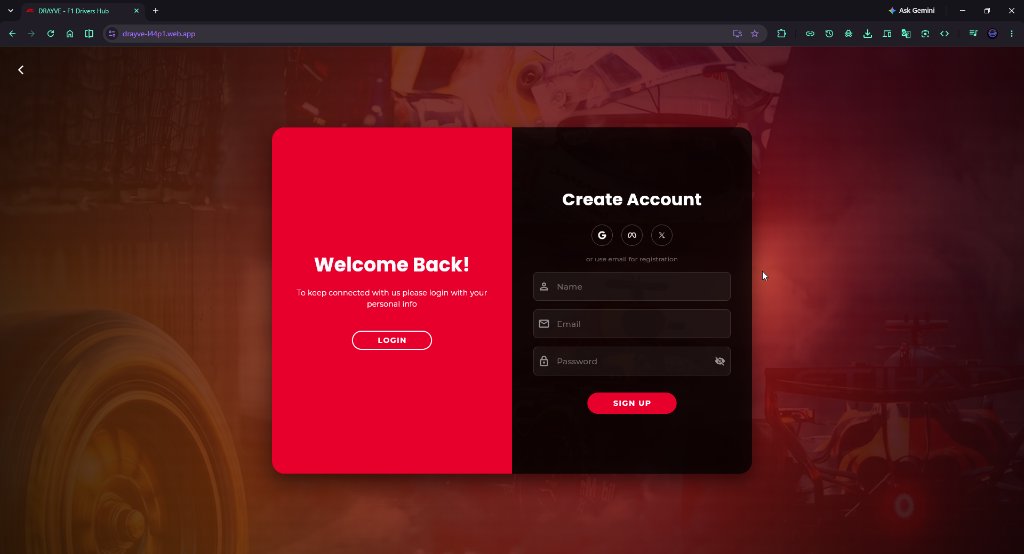 DRAYVE - F1 Drivers Hub
Ask Gemini
drayve-l44p1.web.app
Welcome Back!
To keep connected with us please login with your
personal info
LOGIN
Create Account
or use email for registration
Name
Email
Password
SIGN UP